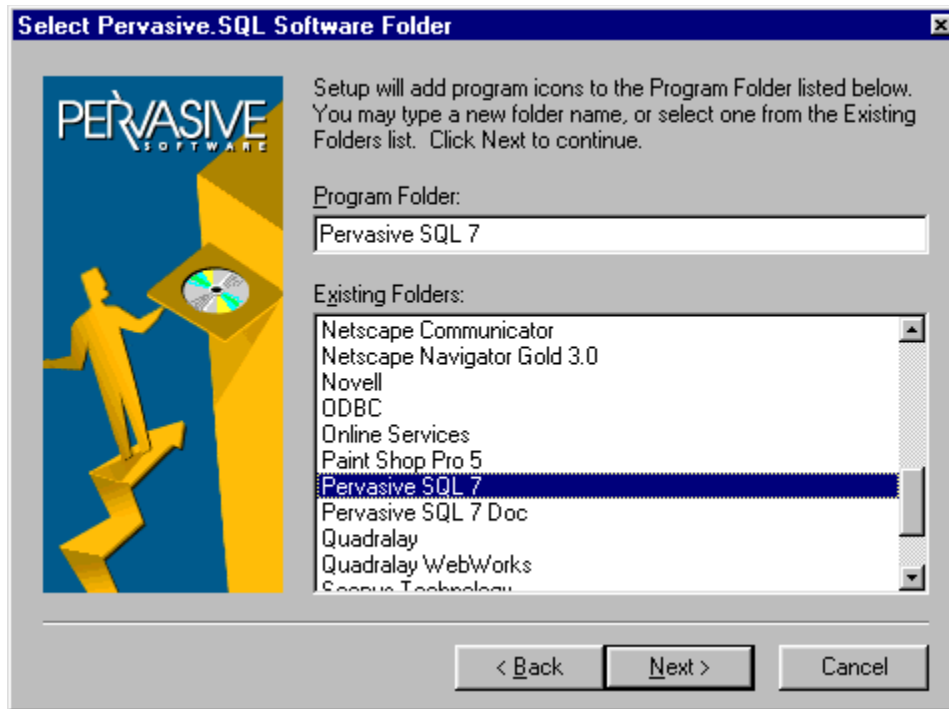 Select Pervasive.SQL Software Folder
PERVASIVE
SOFTWARE
Setup will add program icons to the Program Folder listed below.
You may type a new folder name, or select one from the Existing
Folders list.  Click Next to continue.
Program Folder:
Pervasive SQL 7
Existing Folders:
Netscape Communicator
Netscape Navigator Gold 3.0
Novell
ODBC
Online Services
Paint Shop Pro 5
Pervasive SQL 7
Pervasive SQL 7 Doc
Quadralay
Quadralay WebWorks
< Back
Next >
Cancel